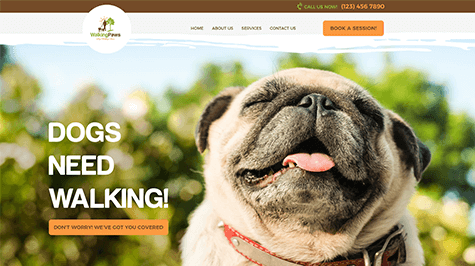 CALL US NOW! (123) 456 7890
WalkingPaws
HOME ABOUT US SERVICES CONTACT US
BOOK A SESSION!
DOGS
NEED
WALKING!
DON'T WORRY! WE'VE GOT YOU COVERED